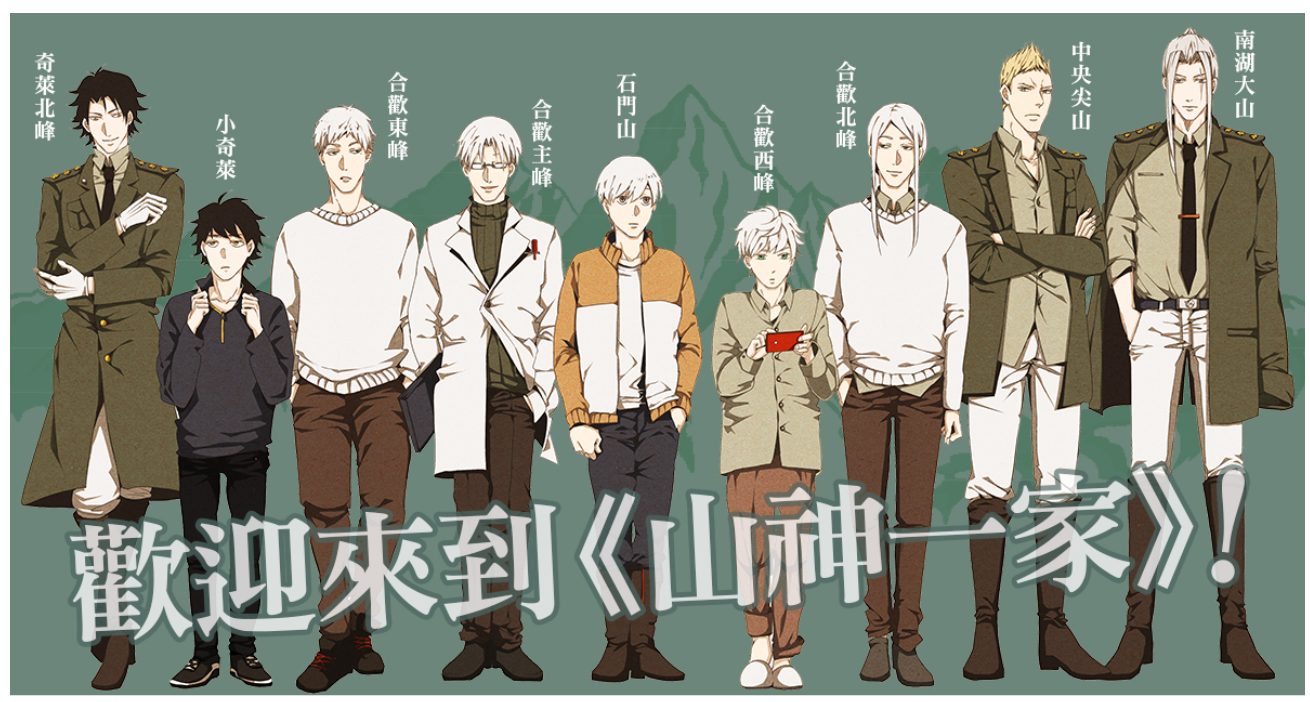 奇萊北峰
小奇萊
合歡東峰
合歡主峰
石門山
合歡西峰
合歡北峰
中央尖山
南湖大山
歡迎來到《山神一家》！